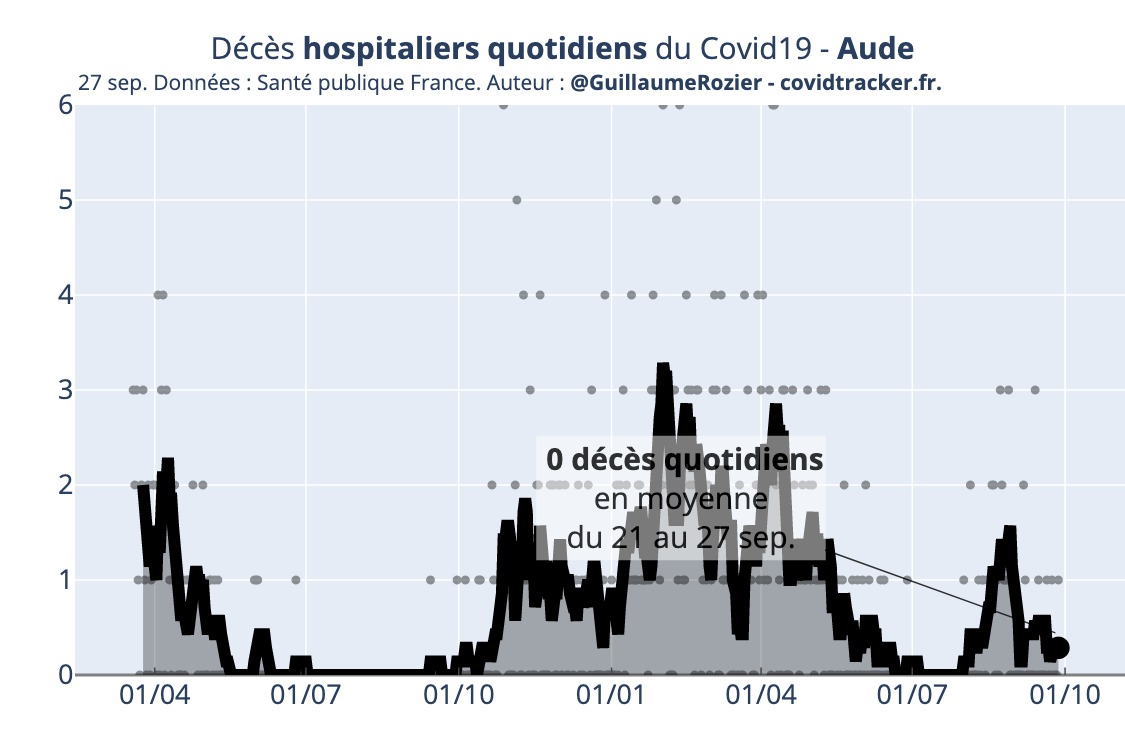 Décès hospitaliers quotidiens du Covid19 - Aude
27 sep. Données : Santé publique France. Auteur : @GuillaumeRozier - covidtracker.fr.
6
5
4
3
2
1
0
0 décès quotidiens
en moyenne
du 21 au 27 sep.
01/04 01/07 01/10 01/01 01/04 01/07 01/10